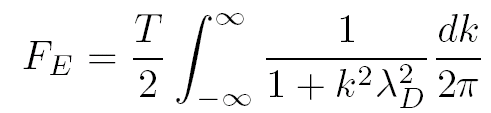 F_E = \frac{T}{2} \int_{-\infty}^{\infty} \frac{1}{1 + k^2 \lambda_D^2} \frac{dk}{2\pi}